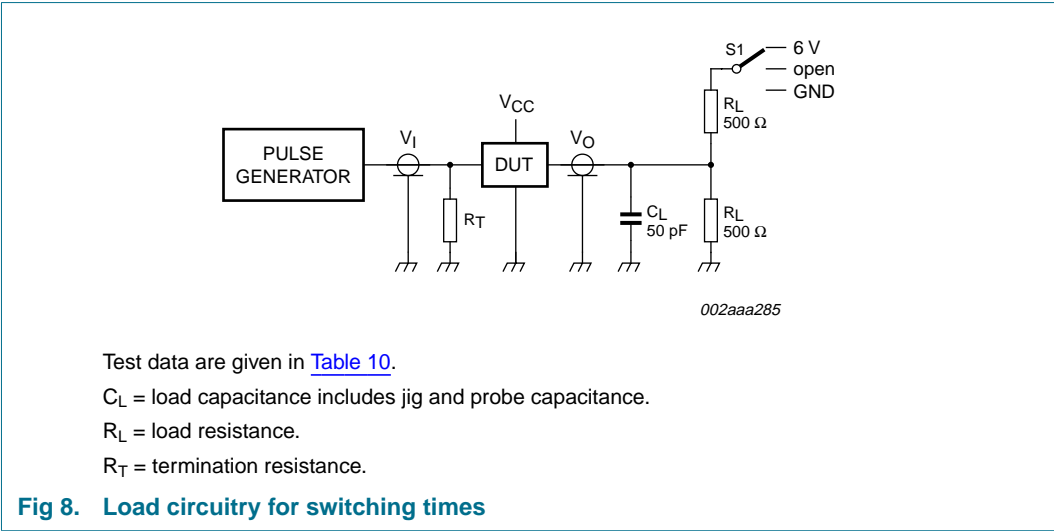 S1
6 V
open
GND
RL
500 Ω
VCC
VI
VO
PULSE
GENERATOR
DUT
RT
CL
50 pF
RL
500 Ω
002aaa285
Test data are given in Table 10.
CL = load capacitance includes jig and probe capacitance.
RL = load resistance.
RT = termination resistance.
Fig 8. Load circuitry for switching times